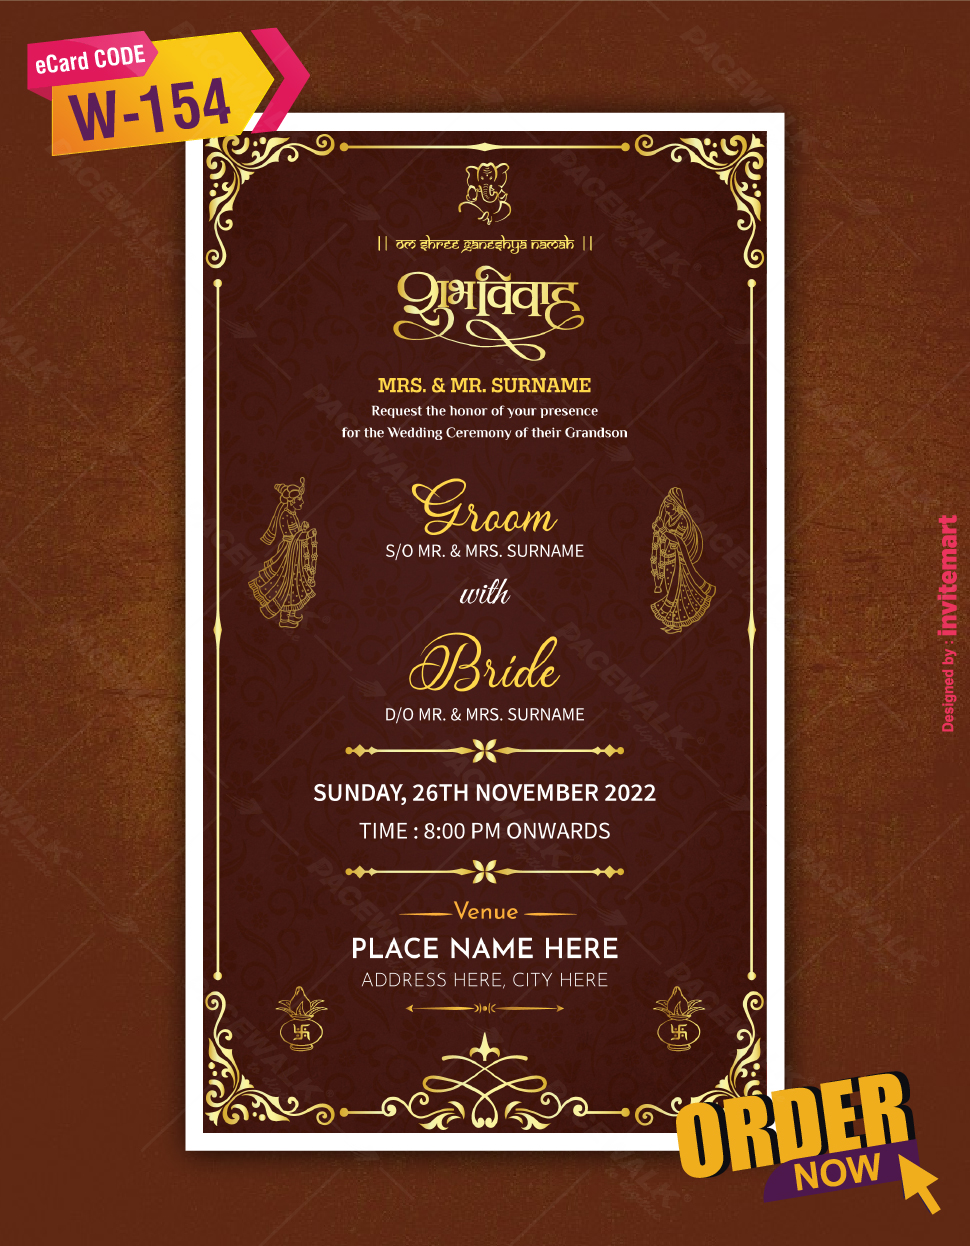 eCard CODE
W-154
|| om shree ganeshya namah ||
शुभविवाह
MRS. & MR. SURNAME
Request the honor of your presence
for the Wedding Ceremony of their Grandson
Groom
S/O MR. & MRS. SURNAME
with
Bride
D/O MR. & MRS. SURNAME
SUNDAY, 26TH NOVEMBER 2022
TIME : 8:00 PM ONWARDS
Venue
PLACE NAME HERE
ADDRESS HERE, CITY HERE
Designed by : invitemart
ORDER
NOW
PACEWALK